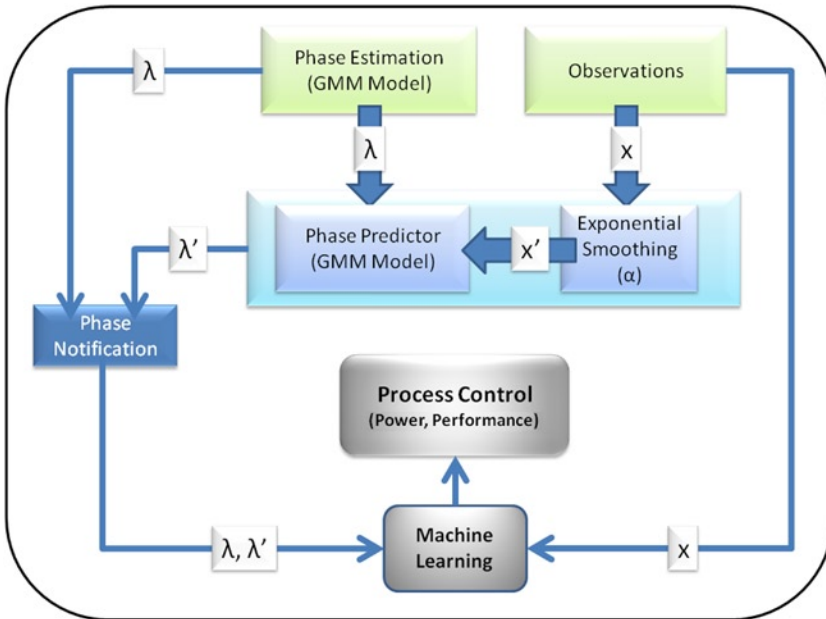 Phase Estimation
(GMM Model)
Observations
λ
λ
x
Phase Predictor
(GMM Model)
x’
Exponential
Smoothing
(α)
λ’
Phase
Notification
Process Control
(Power, Performance)
Machine
Learning
λ, λ’
x